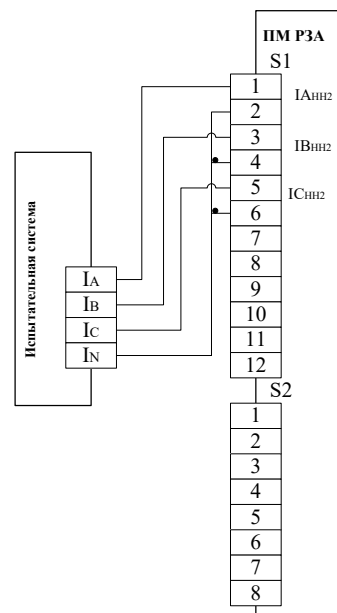 ПМ РЗА
S1
1 IAНН2
2
3 IBНН2
4
5 ICНН2
6
7
8
9
10
11
12
Испытательная система
IA
IB
IC
IN
S2
1
2
3
4
5
6
7
8